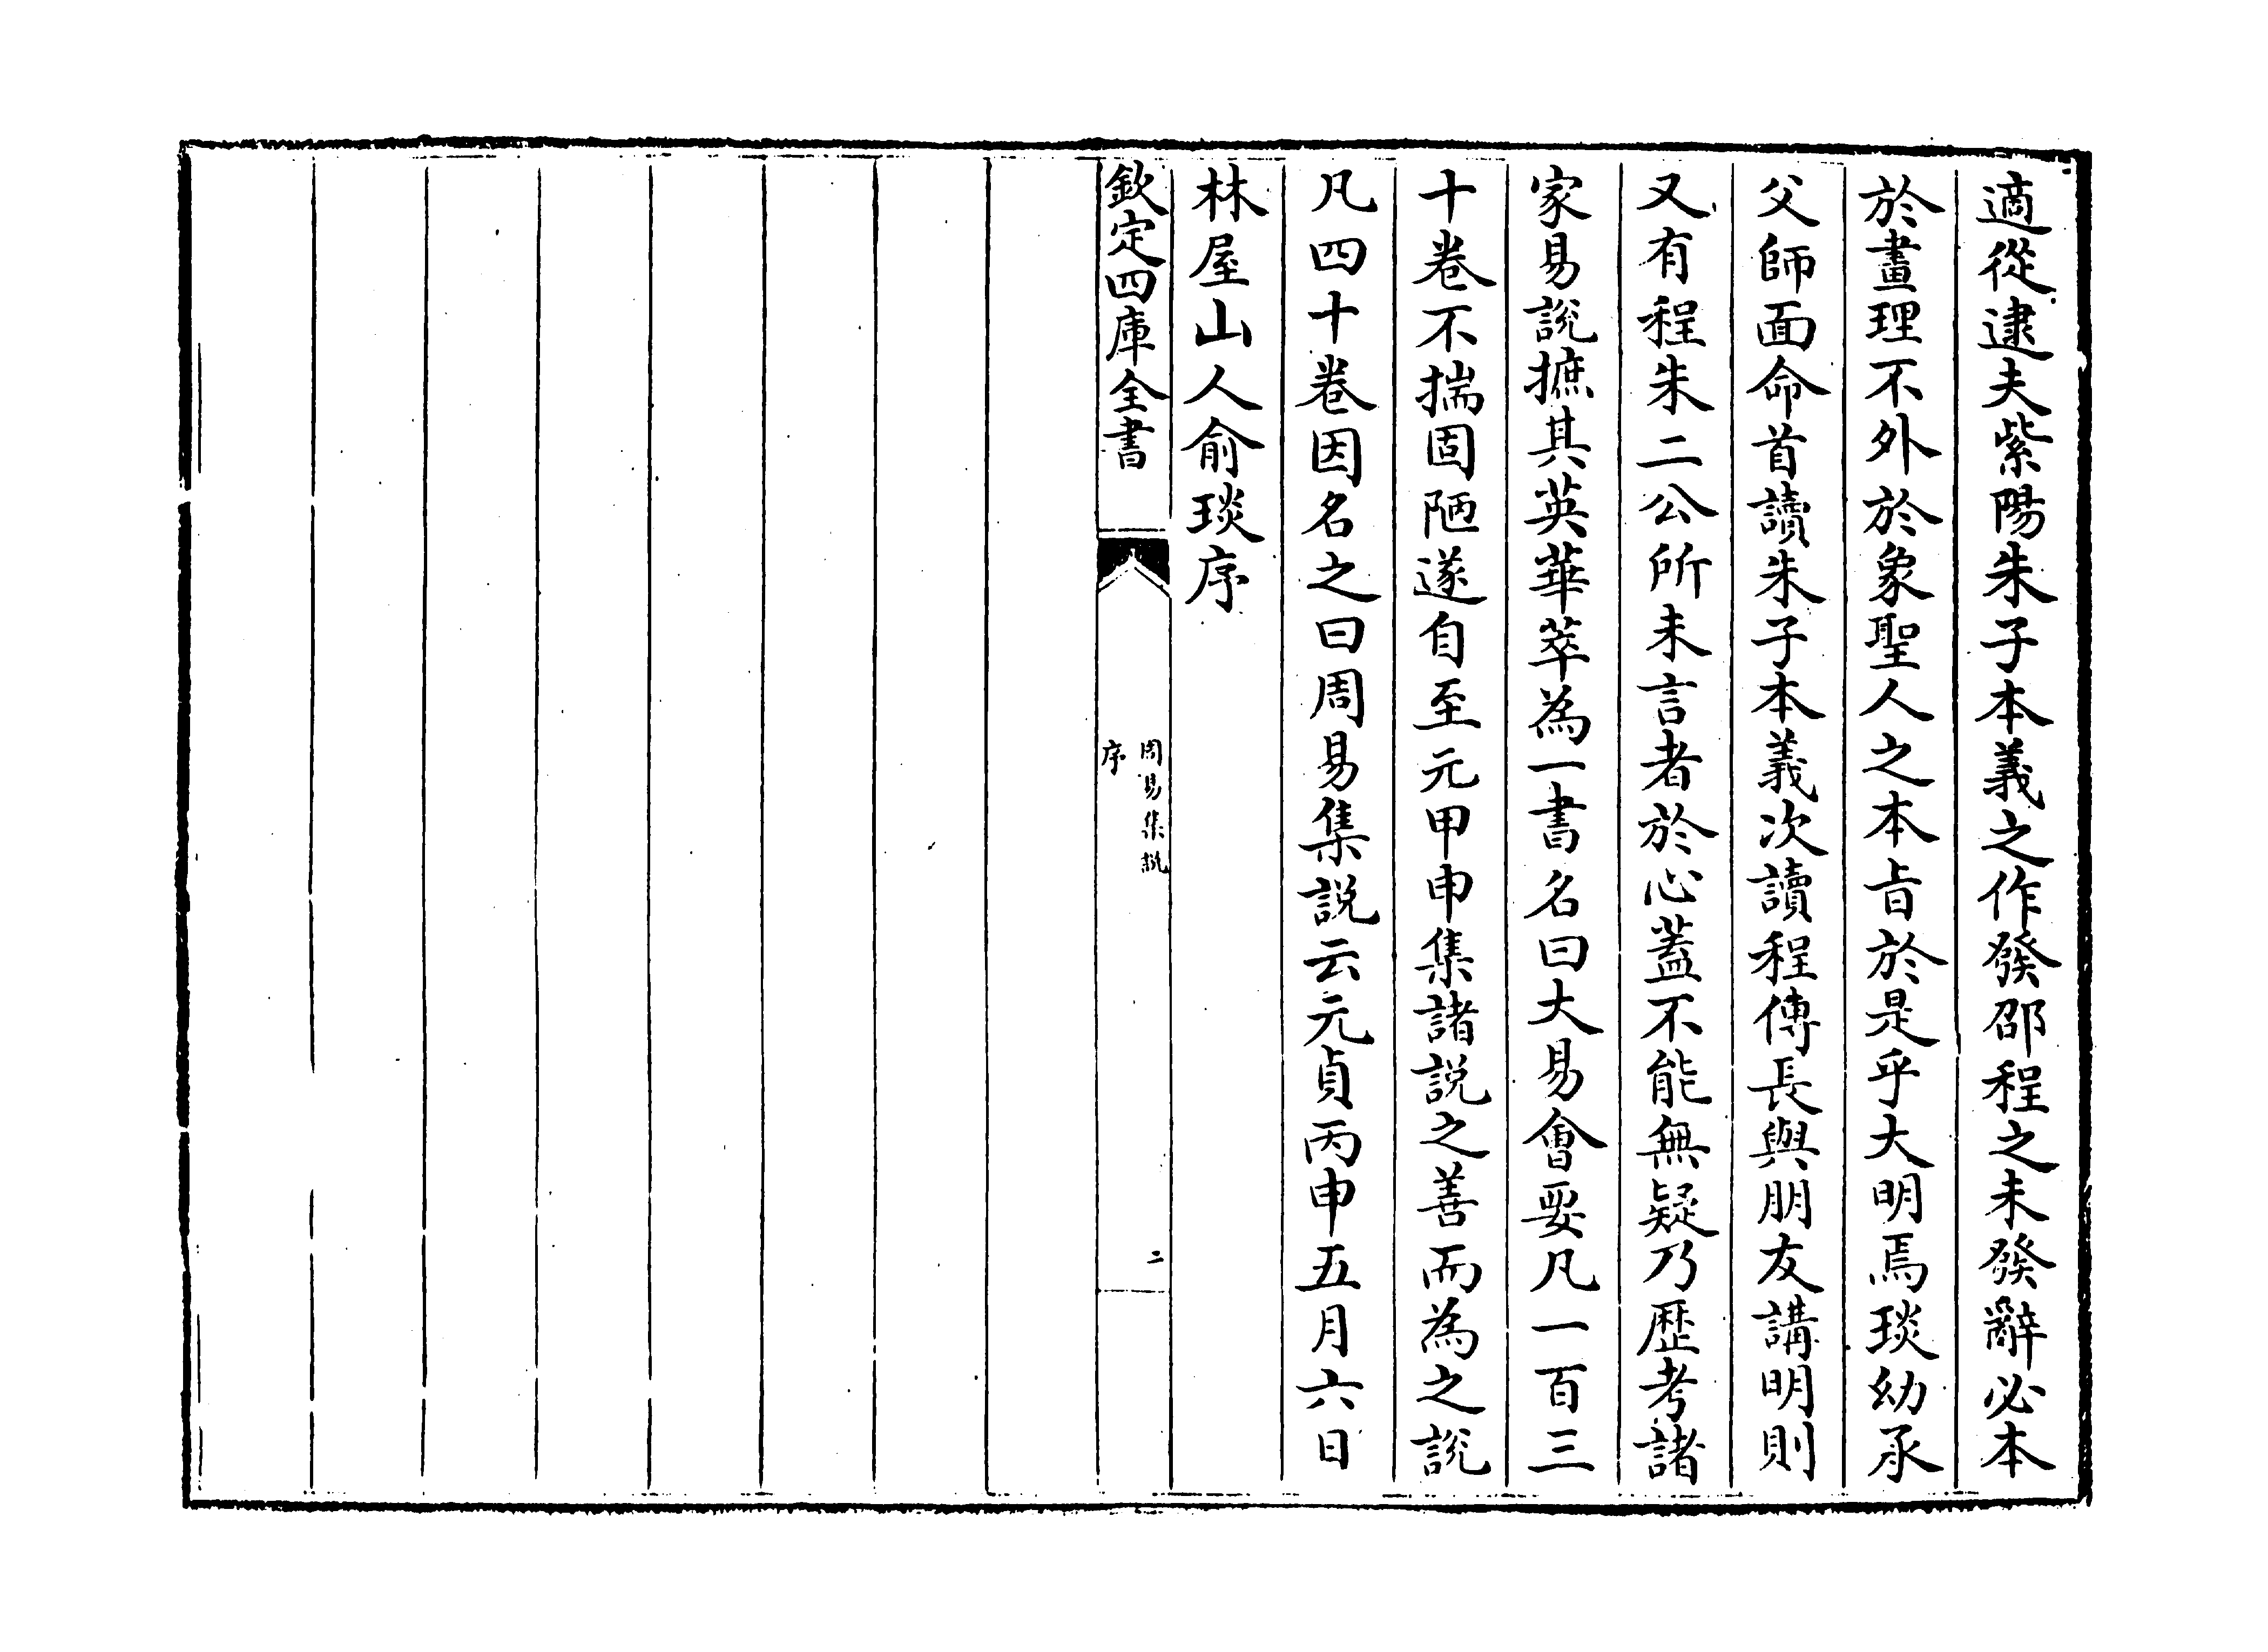 適從逮夫紫陽朱子本義之作發邵程之未發辭必本
於畫理不外於象聖人之本㫖於是乎大明焉琰幼承
父師面命首讀朱子本義次讀程傳長與朋友講明則
又有程朱二公所未言者於心蓋不能無疑乃歴考諸
家易說摭其英華萃為一書名曰大易會要凡一百三
十卷不揣固陋遂自至元甲申集諸説之善而為之說
凡四十卷因名之曰周易集説云元貞丙申五月六日
林屋山人俞琰序
欽定四庫全書
周易集說
序
二